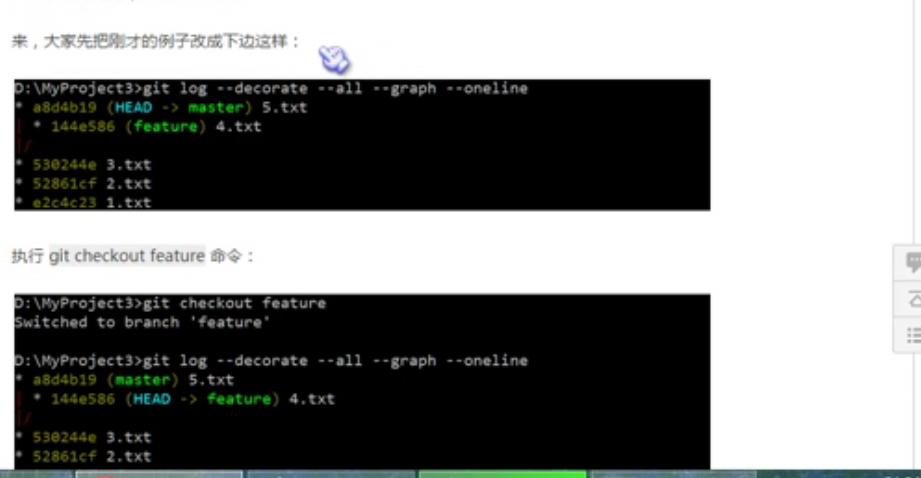 来，大家先把刚才的例子改成下边这样：
D:\MyProject3>git log --decorate --all --graph --oneline
* a8d4b19 (HEAD -> master) 5.txt
| * 144e586 (feature) 4.txt
|/
* 530244e 3.txt
* 52861cf 2.txt
* e2c4c23 1.txt
执行 git checkout feature 命令：
D:\MyProject3>git checkout feature
Switched to branch 'feature'
D:\MyProject3>git log --decorate --all --graph --oneline
* a8d4b19 (master) 5.txt
| * 144e586 (HEAD -> feature) 4.txt
|/
* 530244e 3.txt
* 52861cf 2.txt